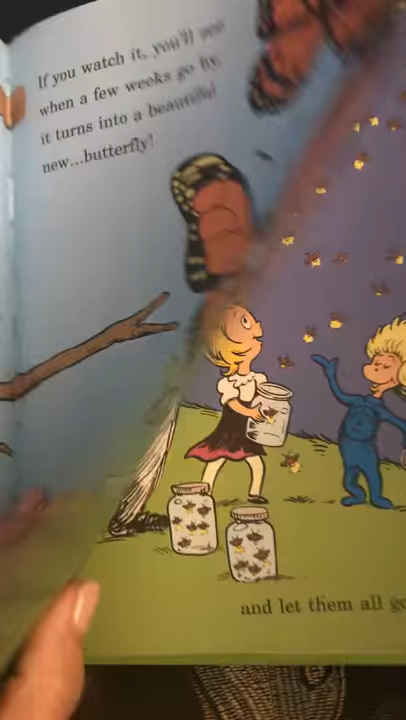 If you watch it, you'll see
when a few weeks go by,
it turns into a beautiful
new...butterfly!
and let them all go